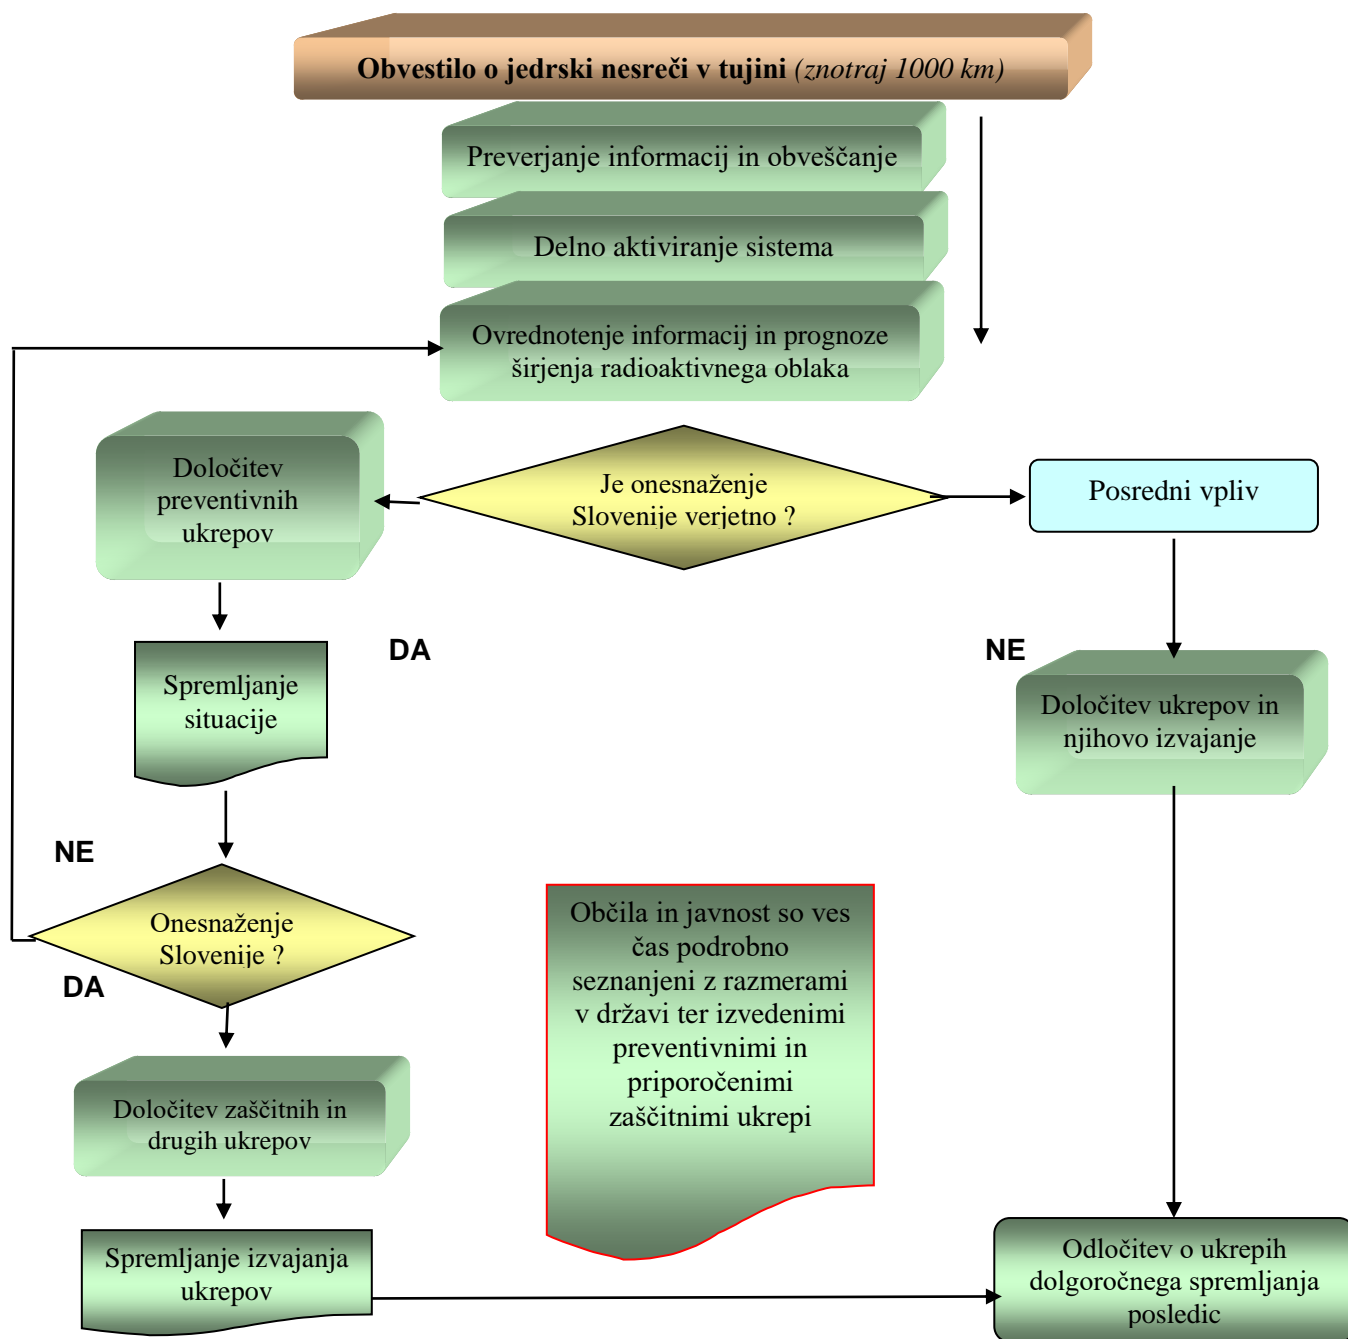 Obvestilo o jedrski nesreči v tujini (znotraj 1000 km)
Preverjanje informacij in obveščanje
Delno aktiviranje sistema
Ovrednotenje informacij in prognoze
širjenja radioaktivnega oblaka
Določitev
preventivnih
ukrepov
Je onesnaženje
Slovenije verjetno ?
Posredni vpliv
DA
NE
Spremljanje
situacije
Določitev ukrepov in
njihovo izvajanje
NE
Onesnaženje
Slovenije ?
DA
Občila in javnost so ves
čas podrobno
seznanjeni z razmerami
v državi ter izvedenimi
preventivnimi in
priporočenimi
zaščitnimi ukrepi
Določitev zaščitnih in
drugih ukrepov
Spremljanje izvajanja
ukrepov
Odločitev o ukrepih
dolgoročnega spremljanja
posledic